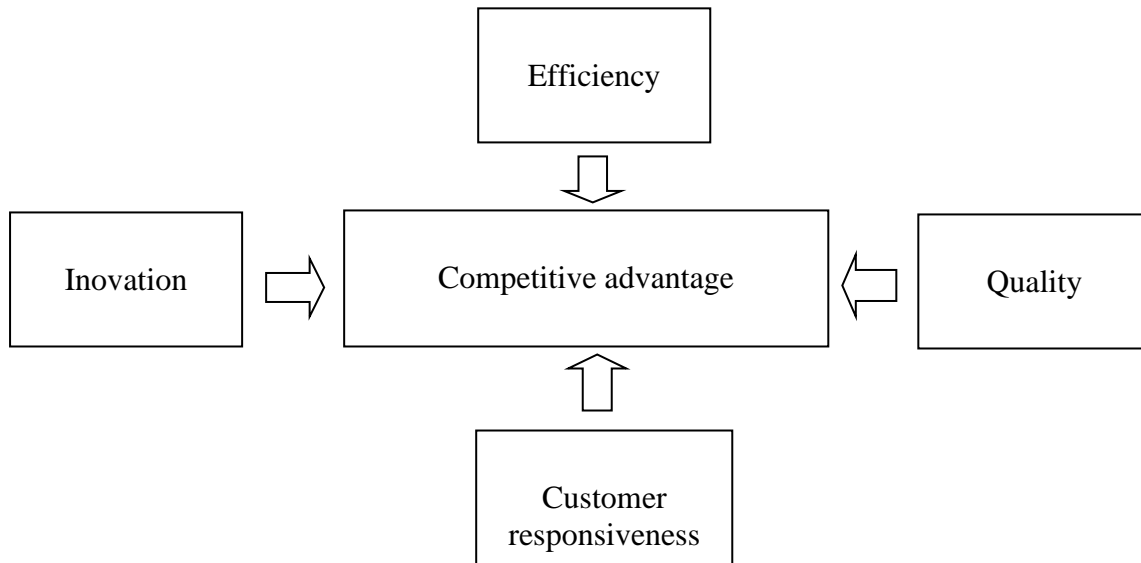 Efficiency
Inovation
Competitive advantage
Quality
Customer
responsiveness